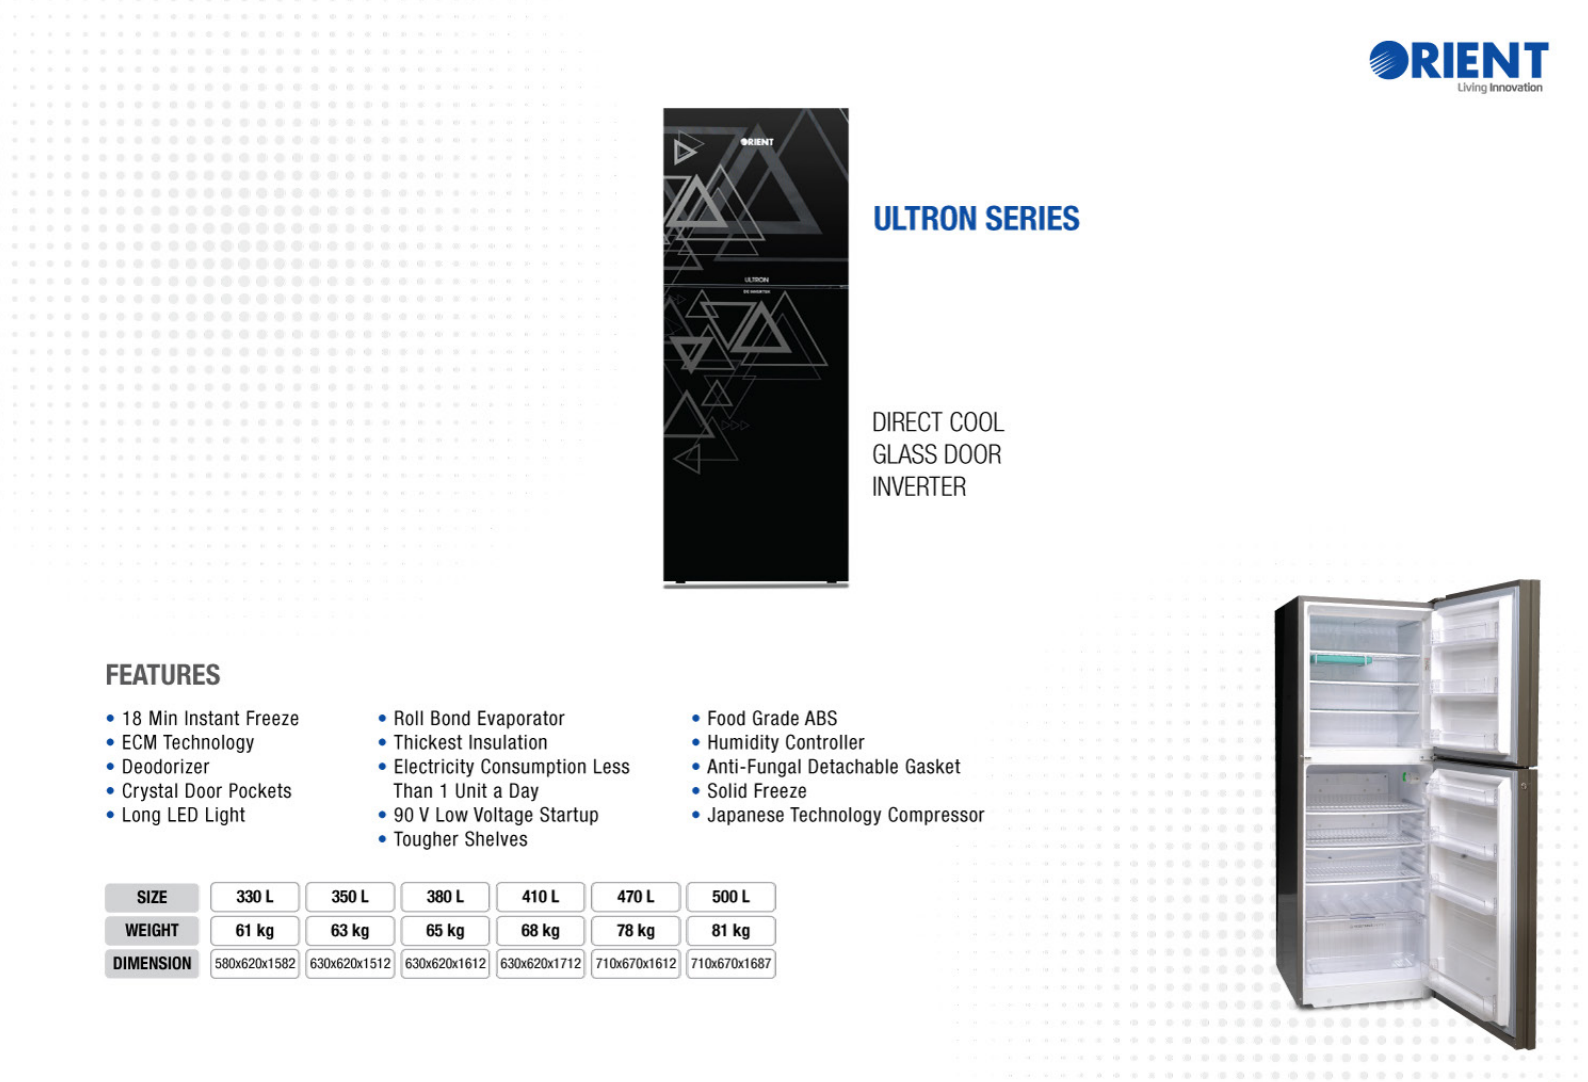 ORIENT
Living Innovation
ORIENT
ULTRON SERIES
ULTRON
DC INVERTER
DIRECT COOL
GLASS DOOR
INVERTER
FEATURES
• 18 Min Instant Freeze
• ECM Technology
• Deodorizer
• Crystal Door Pockets
• Long LED Light
• Roll Bond Evaporator
• Thickest Insulation
• Electricity Consumption Less
Than 1 Unit a Day
• 90 V Low Voltage Startup
• Tougher Shelves
• Food Grade ABS
• Humidity Controller
• Anti-Fungal Detachable Gasket
• Solid Freeze
• Japanese Technology Compressor
SIZE 330 L 350 L 380 L 410 L 470 L 500 L
WEIGHT 61 kg 63 kg 65 kg 68 kg 78 kg 81 kg
DIMENSION 580x620x1582 630x620x1512 630x620x1612 630x620x1712 710x670x1612 710x670x1687